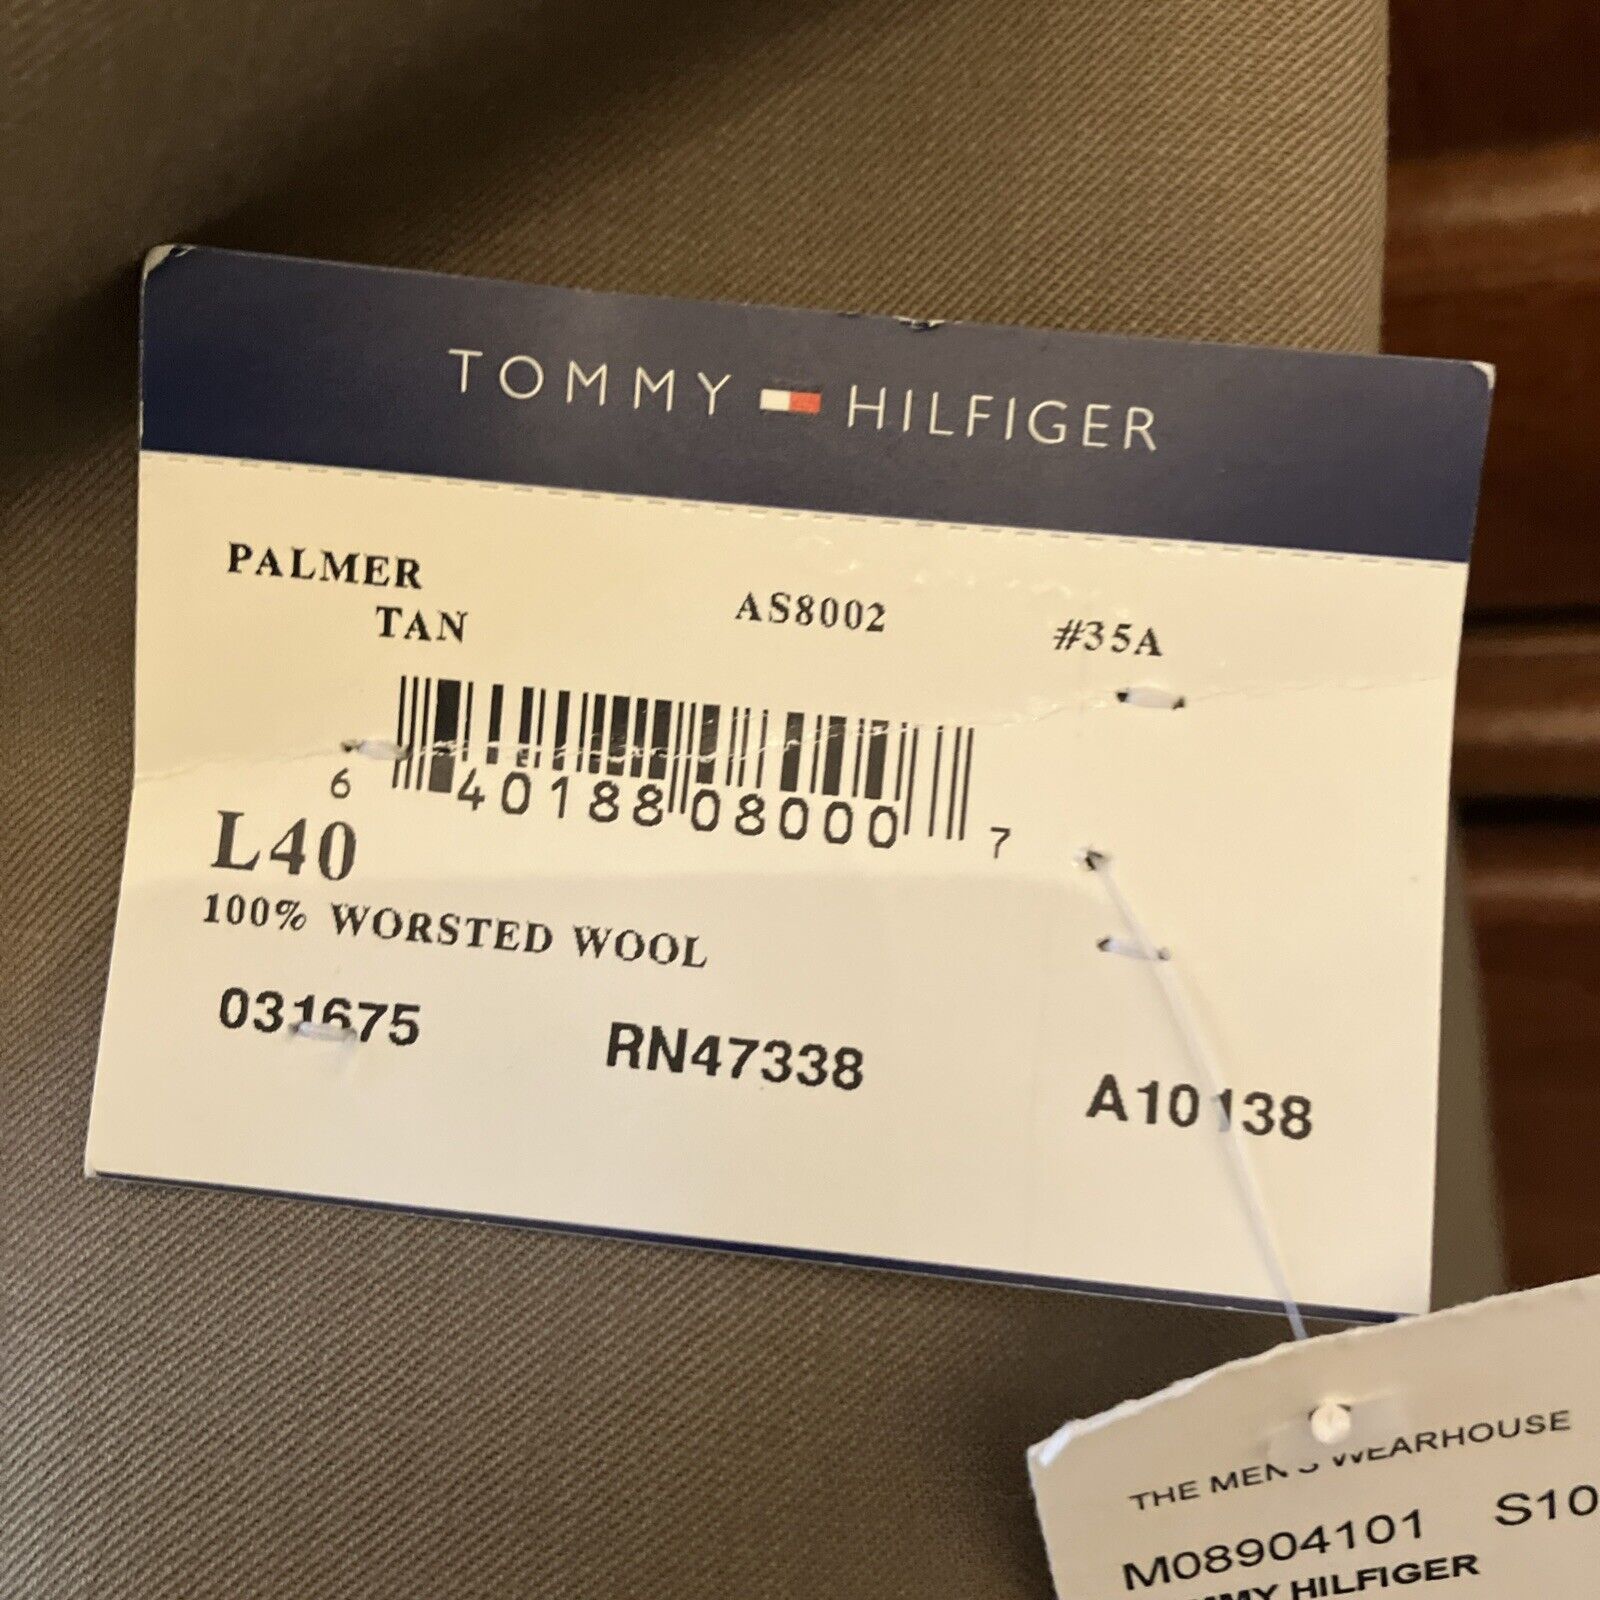 TOMMY HILFIGER
PALMER
TAN AS8002 #35A
6 40188 08000 7
L40
100% WORSTED WOOL
031675 RN47338 A10138
THE MEN'S WEARHOUSE
M08904101 S10
HILFIGER